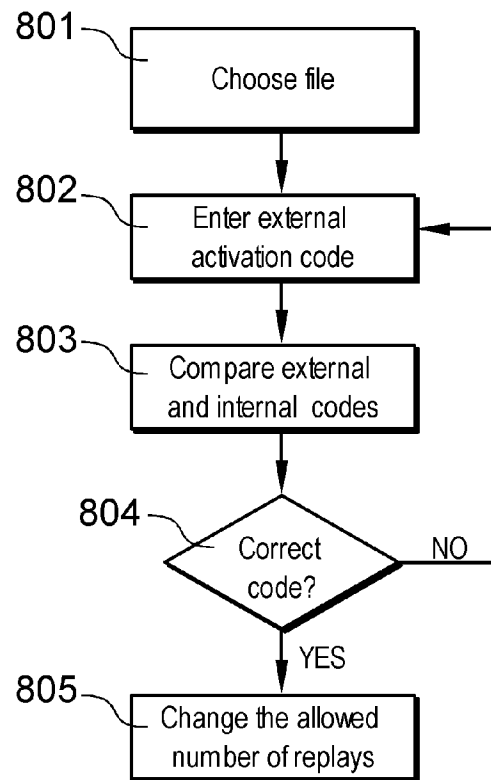 801
Choose file
802
Enter external
activation code
803
Compare external
and internal codes
804
Correct
code?
NO
YES
805
Change the allowed
number of replays